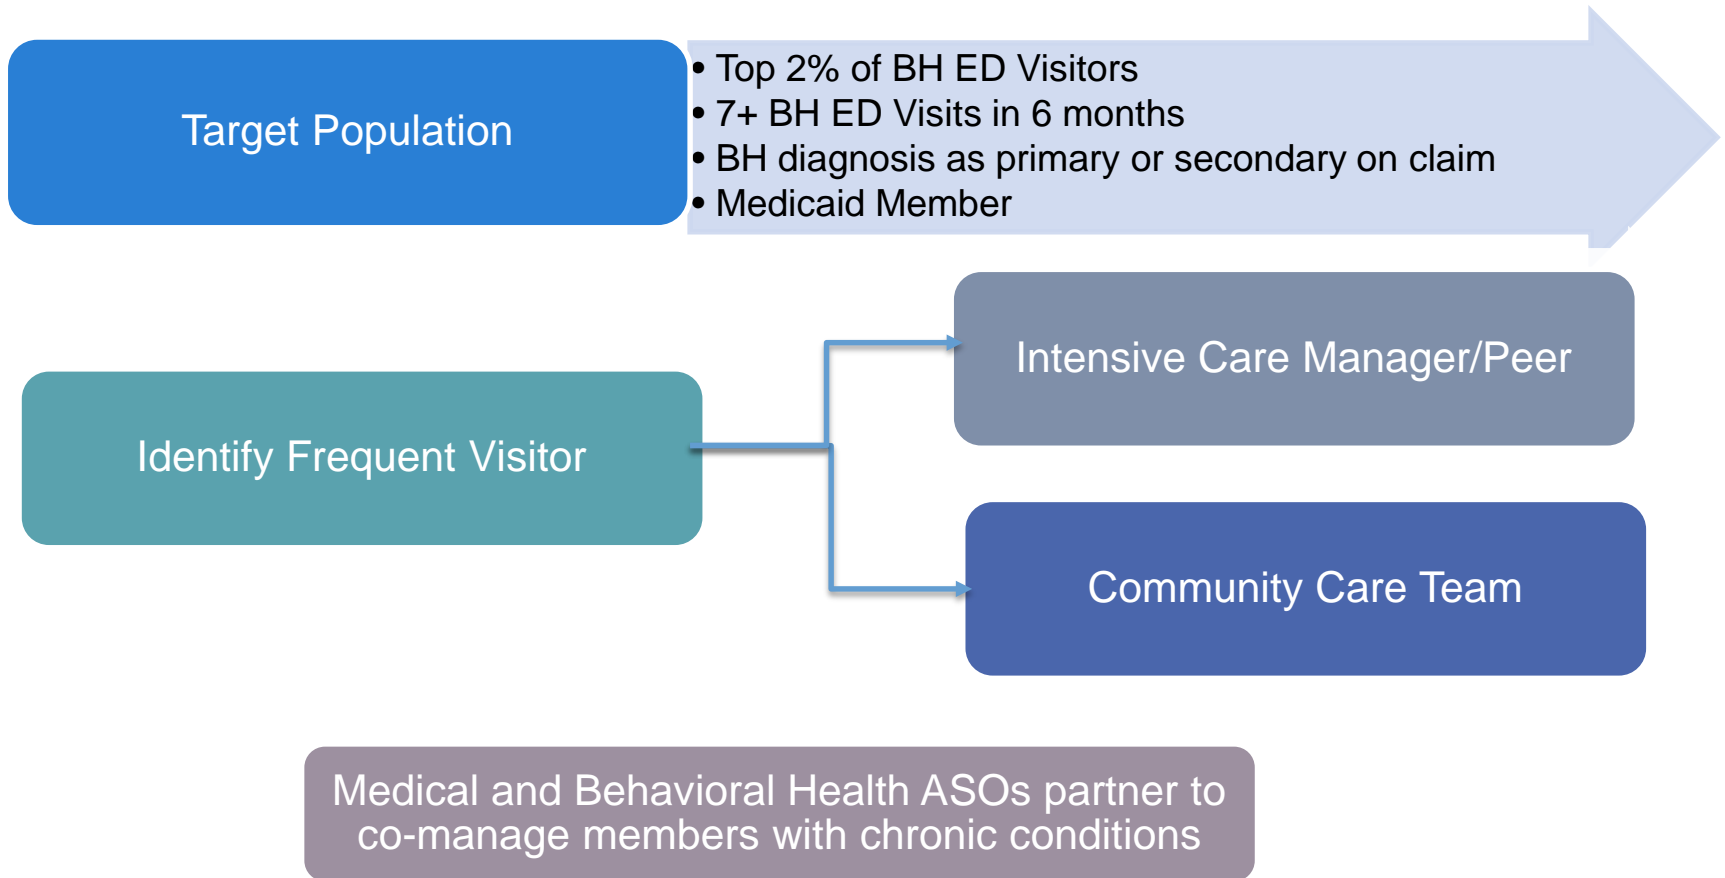 Target Population
• Top 2% of BH ED Visitors
• 7+ BH ED Visits in 6 months
• BH diagnosis as primary or secondary on claim
• Medicaid Member
Identify Frequent Visitor
Intensive Care Manager/Peer
Community Care Team
Medical and Behavioral Health ASOs partner to
co-manage members with chronic conditions